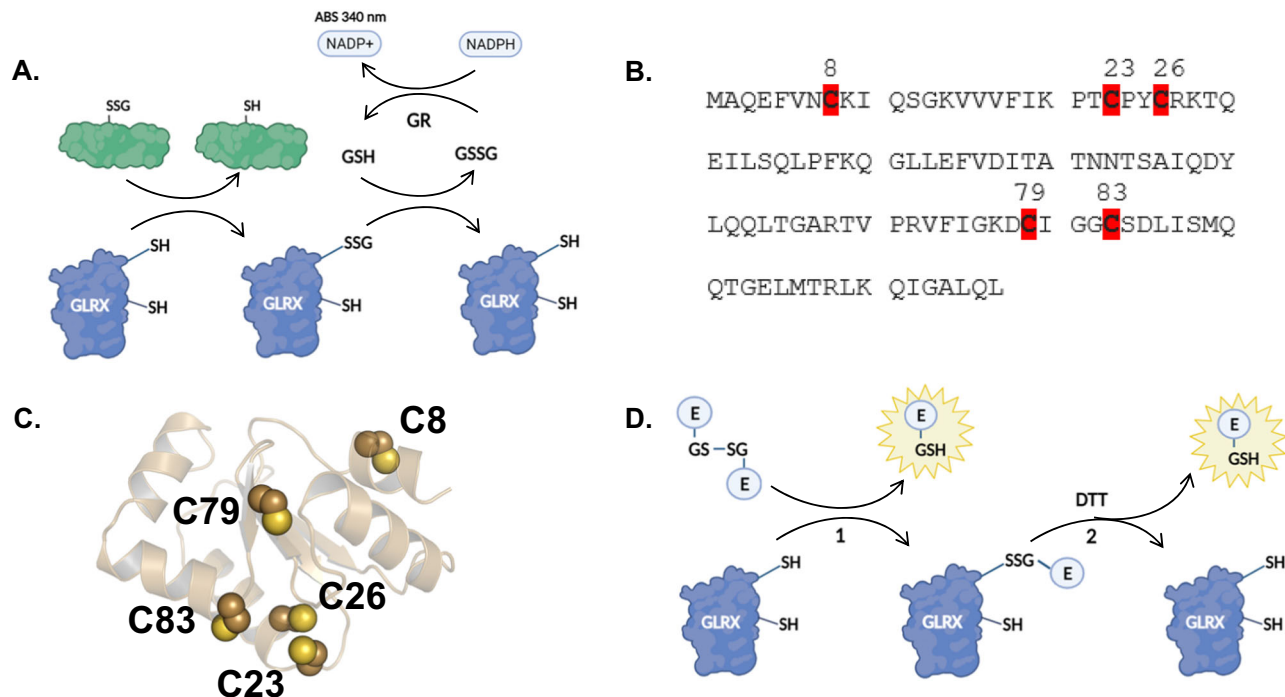 A.
ABS 340 nm
NADP+ NADPH
SSG SH
GR
GSH GSSG
SH SSG SH
GLRX SH GLRX SH GLRX SH
B.
8 23 26
MAQEFVNCKI QSGKVVVFIK PTCPYCRKTQ
EILSQLPFKQ GLLEFVDITA TNNTSAIQDY
79 83
LQQLTGARTV PRVFIGKDCI GGCSDLISMQ
QTGELMTRLK QIGALQL
C.
C8
C79
C26
C83
C23
D.
E E E
GS SG GSH GSH
E
DTT
1 2
SH SSG E SH
GLRX SH GLRX SH GLRX SH